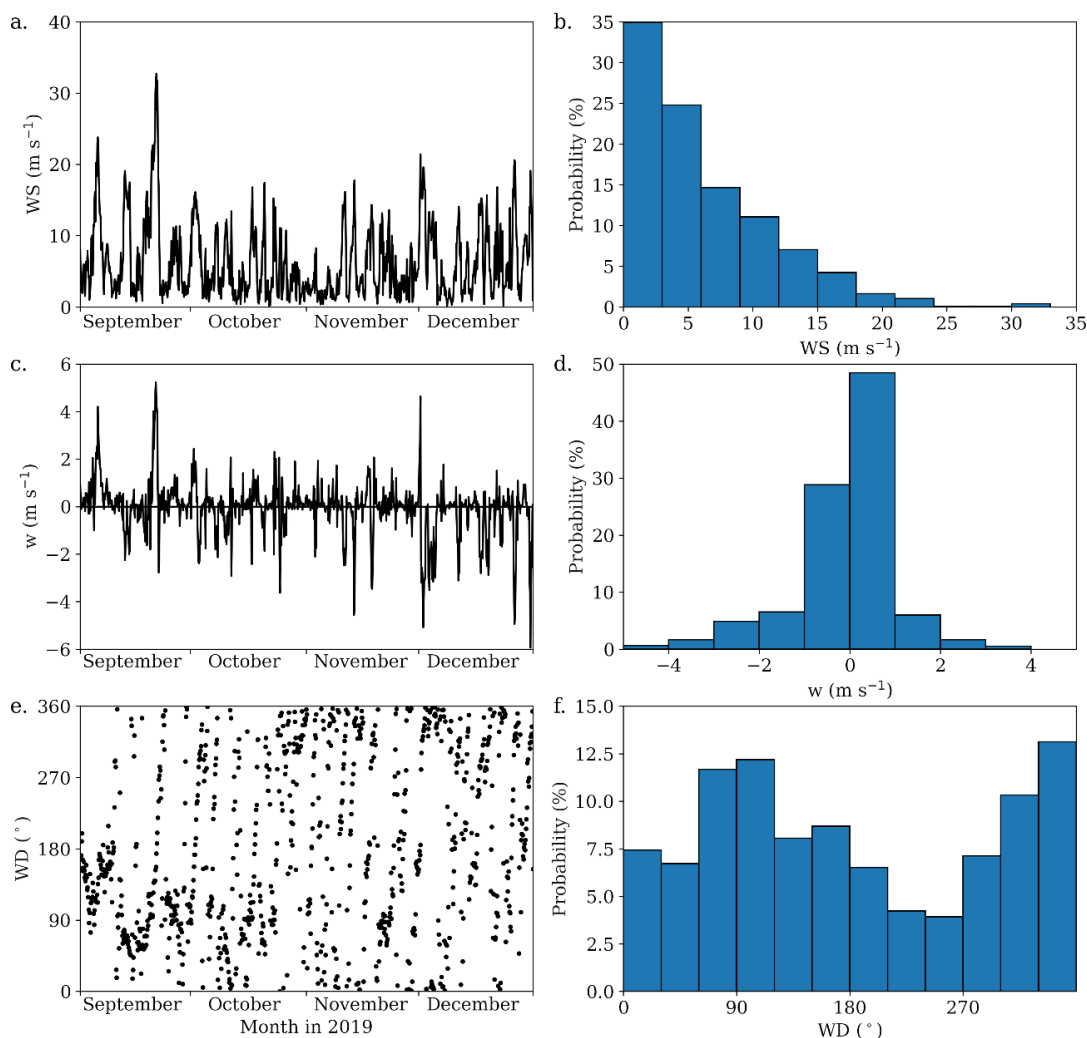 a.
WS (m s⁻¹)
40
30
20
10
0
September October November December
b.
Probability (%)
35
30
25
20
15
10
5
0
0 5 10 15 20 25 30 35
WS (m s⁻¹)
c.
w (m s⁻¹)
6
4
2
0
−2
−4
−6
September October November December
d.
Probability (%)
50
40
30
20
10
0
−4 −2 0 2 4
w (m s⁻¹)
e.
WD (°)
360
270
180
90
0
September October November December
Month in 2019
f.
Probability (%)
15.0
12.5
10.0
7.5
5.0
2.5
0.0
0 90 180 270
WD (°)